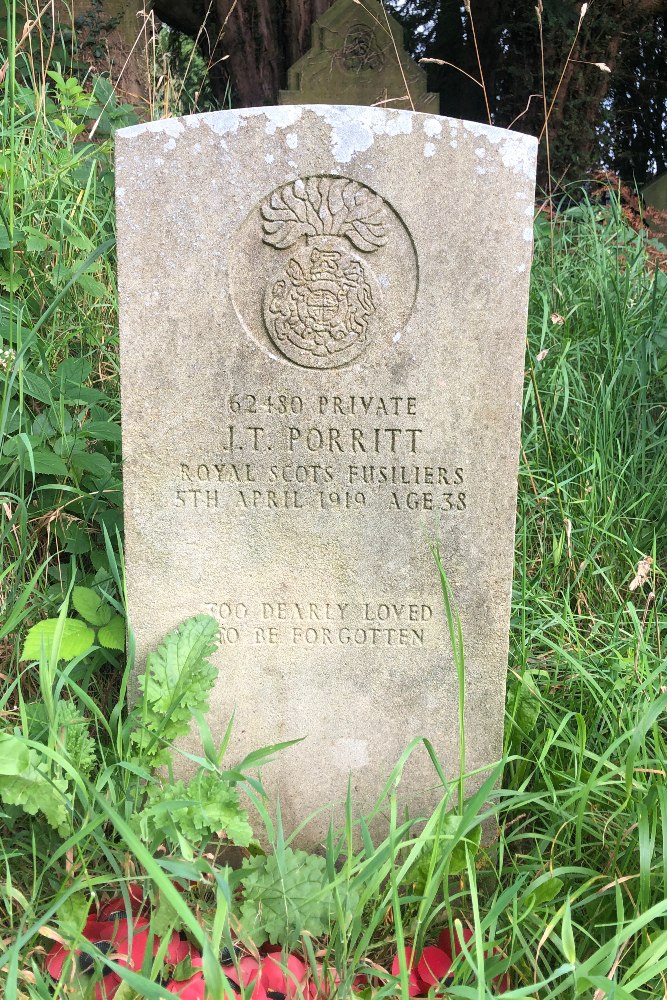 62480 PRIVATE
J.T. PORRITT
ROYAL SCOTS FUSILIERS
5TH APRIL 1919 AGE 38
TOO DEARLY LOVED
TO BE FORGOTTEN